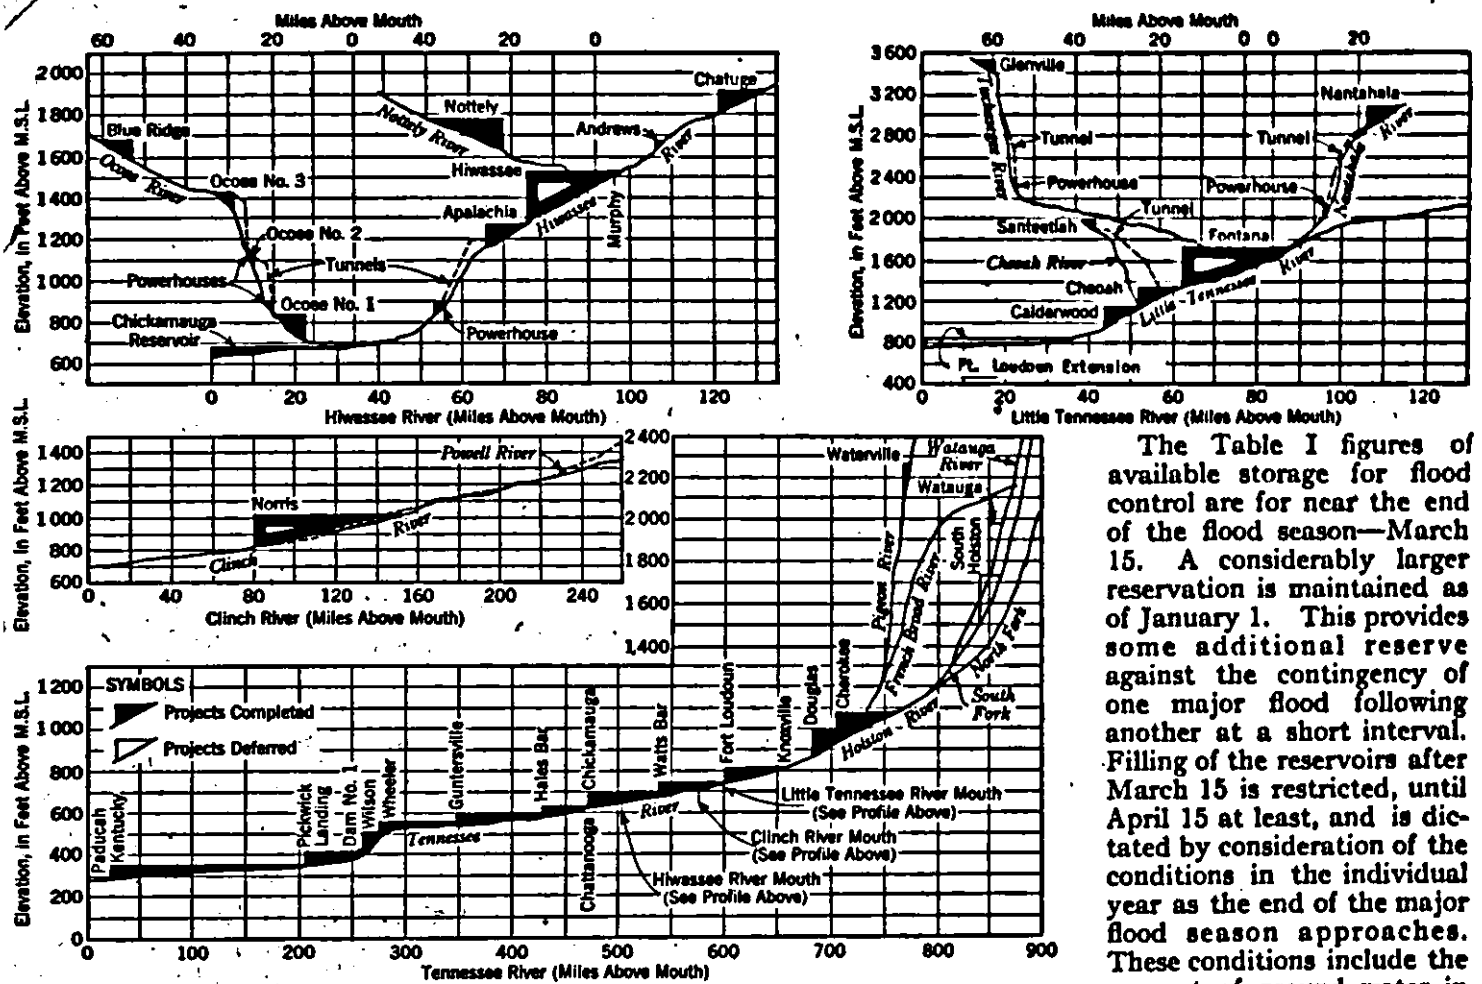 Miles Above Mouth
60 40 20 0 40 20 0
Elevation, in Feet Above M.S.L.
2000
1800
1600
1400
1200
1000
800
600
Blue Ridge
Ocoee River
Ocoee No. 3
Ocoee No. 2
Powerhouses
Tunnels
Ocoee No. 1
Chickamauga
Reservoir
Nottely
Nottely River
Hiwassee
Apalachia
Hiwassee
River
Murphy
Andrews
Chatuge
Powerhouse
0 20 40 60 80 100 120
Hiwassee River (Miles Above Mouth)
Miles Above Mouth
60 40 20 0 0 20
Elevation, in Feet Above M.S.L.
3600
3200
2800
2400
2000
1600
1200
800
400
Glenville
Tuckasegee River
Tunnel
Powerhouse
Santeetlah
Tunnel
Cheoah River
Cheoah
Calderwood
Fontana
Little Tennessee
River
Nantahala
Tunnel
Powerhouse
Nantahala
River
Ft. Loudoun Extension
0 20 40 60 80 100 120
Little Tennessee River (Miles Above Mouth)
Elevation, in Feet Above M.S.L.
1400
1200
1000
800
600
Norris
Powell River
Clinch
River
0 40 80 120 160 200 240
Clinch River (Miles Above Mouth)
2400
2200
2000
1800
1600
1,400
Waterville
Watauga
River
Watauga
South
Holston
Pigeon River
French Broad River
North Fork
South
Fork
Holston River
Elevation, in Feet Above M.S.L.
1200
1000
800
600
400
200
0
SYMBOLS
Projects Completed
Projects Deferred
Paducah
Kentucky
Pickwick
Landing
Dam No. 1
Wilson
Wheeler
Guntersville
Hales Bar
Chickamauga
Chattanooga
Watts Bar
Fort Loudoun
Knoxville
Douglas
Cherokee
Tennessee
River
Little Tennessee River Mouth
(See Profile Above)
Clinch River Mouth
(See Profile Above)
Hiwassee River Mouth
(See Profile Above)
0 100 200 300 400 500 600 700 800 900
Tennessee River (Miles Above Mouth)
The Table I figures of
available storage for flood
control are for near the end
of the flood season—March
15. A considerably larger
reservation is maintained as
of January 1. This provides
some additional reserve
against the contingency of
one major flood following
another at a short interval.
Filling of the reservoirs after
March 15 is restricted, until
April 15 at least, and is dic-
tated by consideration of the
conditions in the individual
year as the end of the major
flood season approaches.
These conditions include the